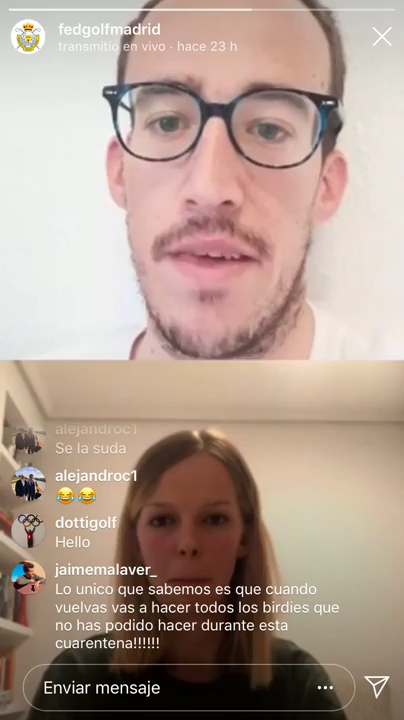 fedgolfmadrid
transmitio en vivo · hace 23 h
alejandroc1
Se la suda
alejandroc1
😂😂
dottigolf
Hello
jaimemalaver_
Lo unico que sabemos es que cuando
vuelvas vas a hacer todos los birdies que
no has podido hacer durante esta
cuarentena!!!!!!
Enviar mensaje